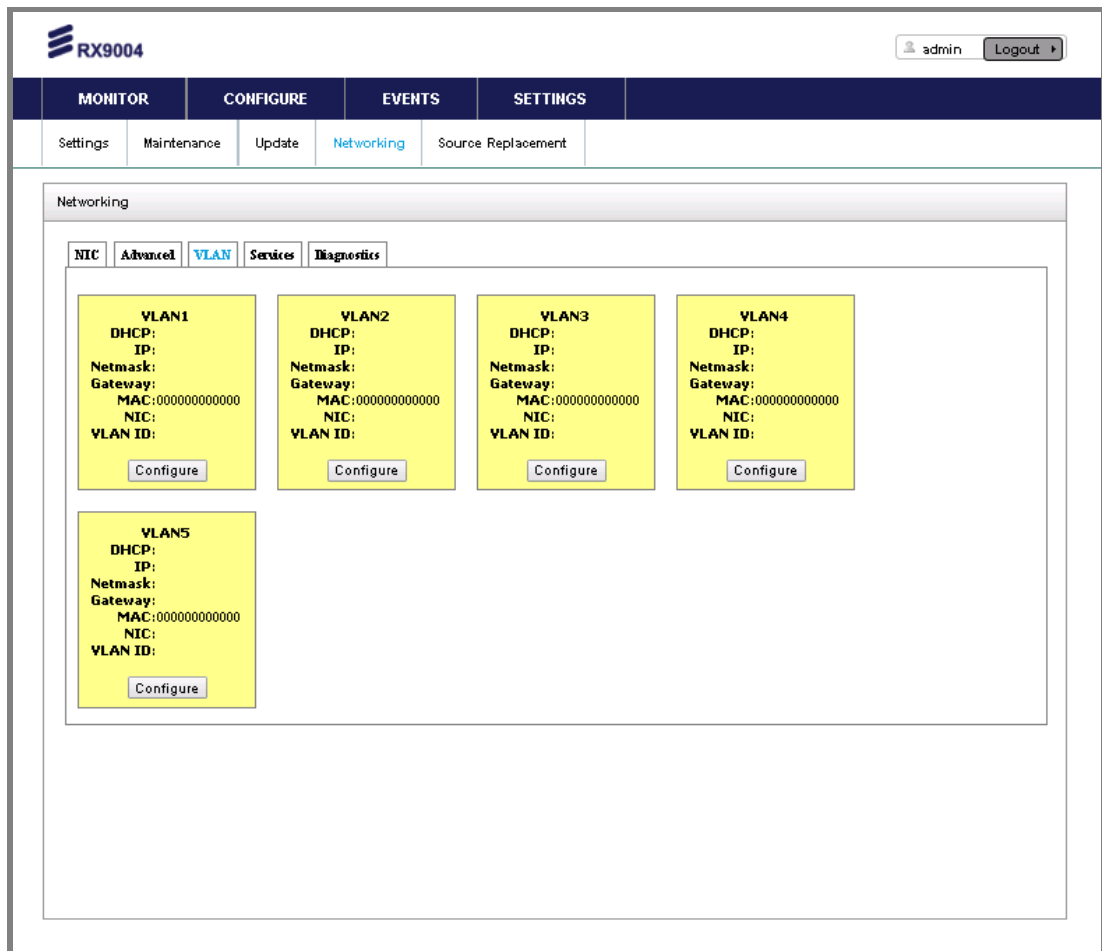 RX9004
admin Logout
MONITOR CONFIGURE EVENTS SETTINGS
Settings Maintenance Update Networking Source Replacement
Networking
NIC Advanced VLAN Services Diagnostics
VLAN1
DHCP:
IP:
Netmask:
Gateway:
MAC:000000000000
NIC:
VLAN ID:
Configure
VLAN2
DHCP:
IP:
Netmask:
Gateway:
MAC:000000000000
NIC:
VLAN ID:
Configure
VLAN3
DHCP:
IP:
Netmask:
Gateway:
MAC:000000000000
NIC:
VLAN ID:
Configure
VLAN4
DHCP:
IP:
Netmask:
Gateway:
MAC:000000000000
NIC:
VLAN ID:
Configure
VLAN5
DHCP:
IP:
Netmask:
Gateway:
MAC:000000000000
NIC:
VLAN ID:
Configure